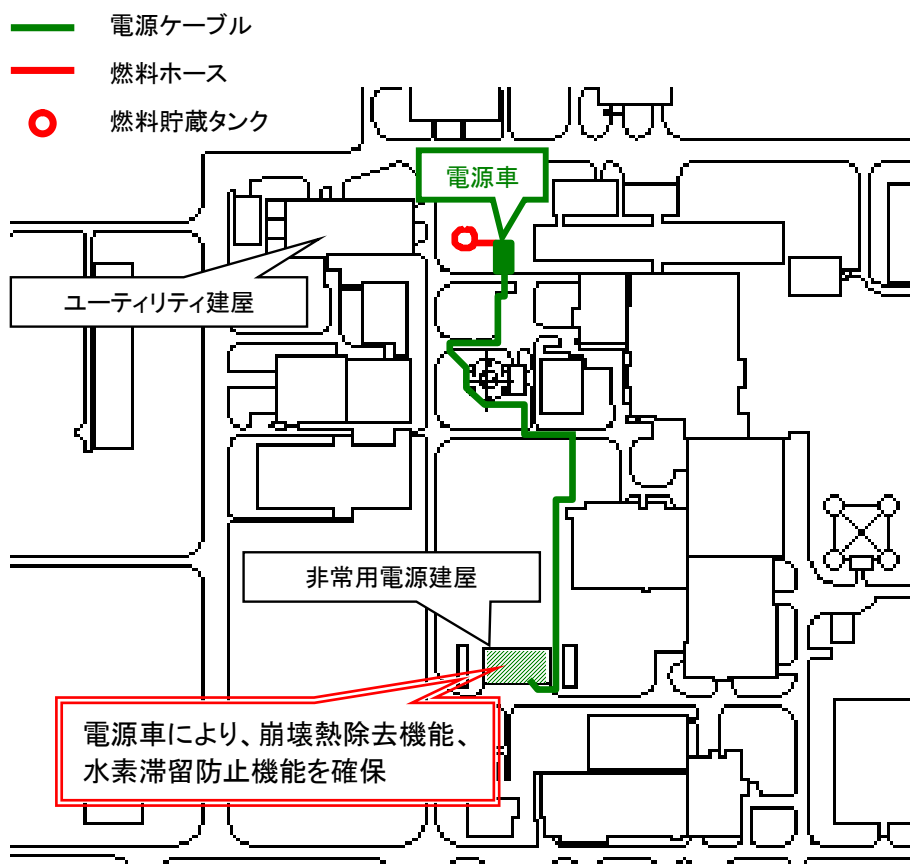 電源ケーブル
燃料ホース
燃料貯蔵タンク
電源車
ユーティリティ建屋
非常用電源建屋
電源車により、崩壊熱除去機能、
水素滞留防止機能を確保